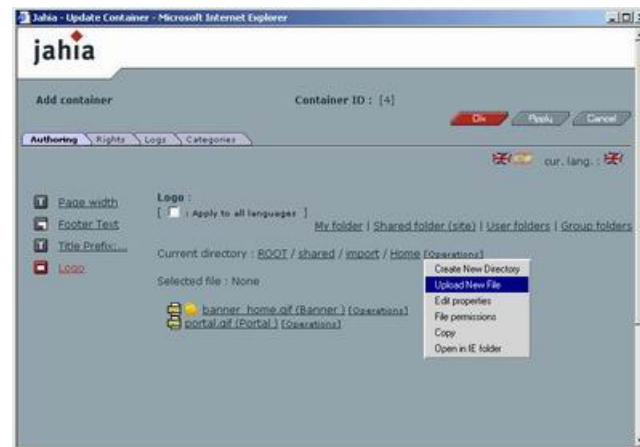 Jahia - Update Container - Microsoft Internet Explorer
jahia
Add container Container ID : [4]
Ok Apply Cancel
Authoring Rights Logs Categories
cur. lang. :
Page width
Footer Text
Title Prefix:...
Logo
Logo :
[ : Apply to all languages ]
My folder | Shared folder (site) | User folders | Group folders
Current directory : ROOT / shared / import / Home [Operations]
Selected file : None
banner_home.gif (Banner ) [Operations]
portal.gif (Portal ) [Operations]
Create New Directory
Upload New File
Edit properties
File permissions
Copy
Open in IE folder